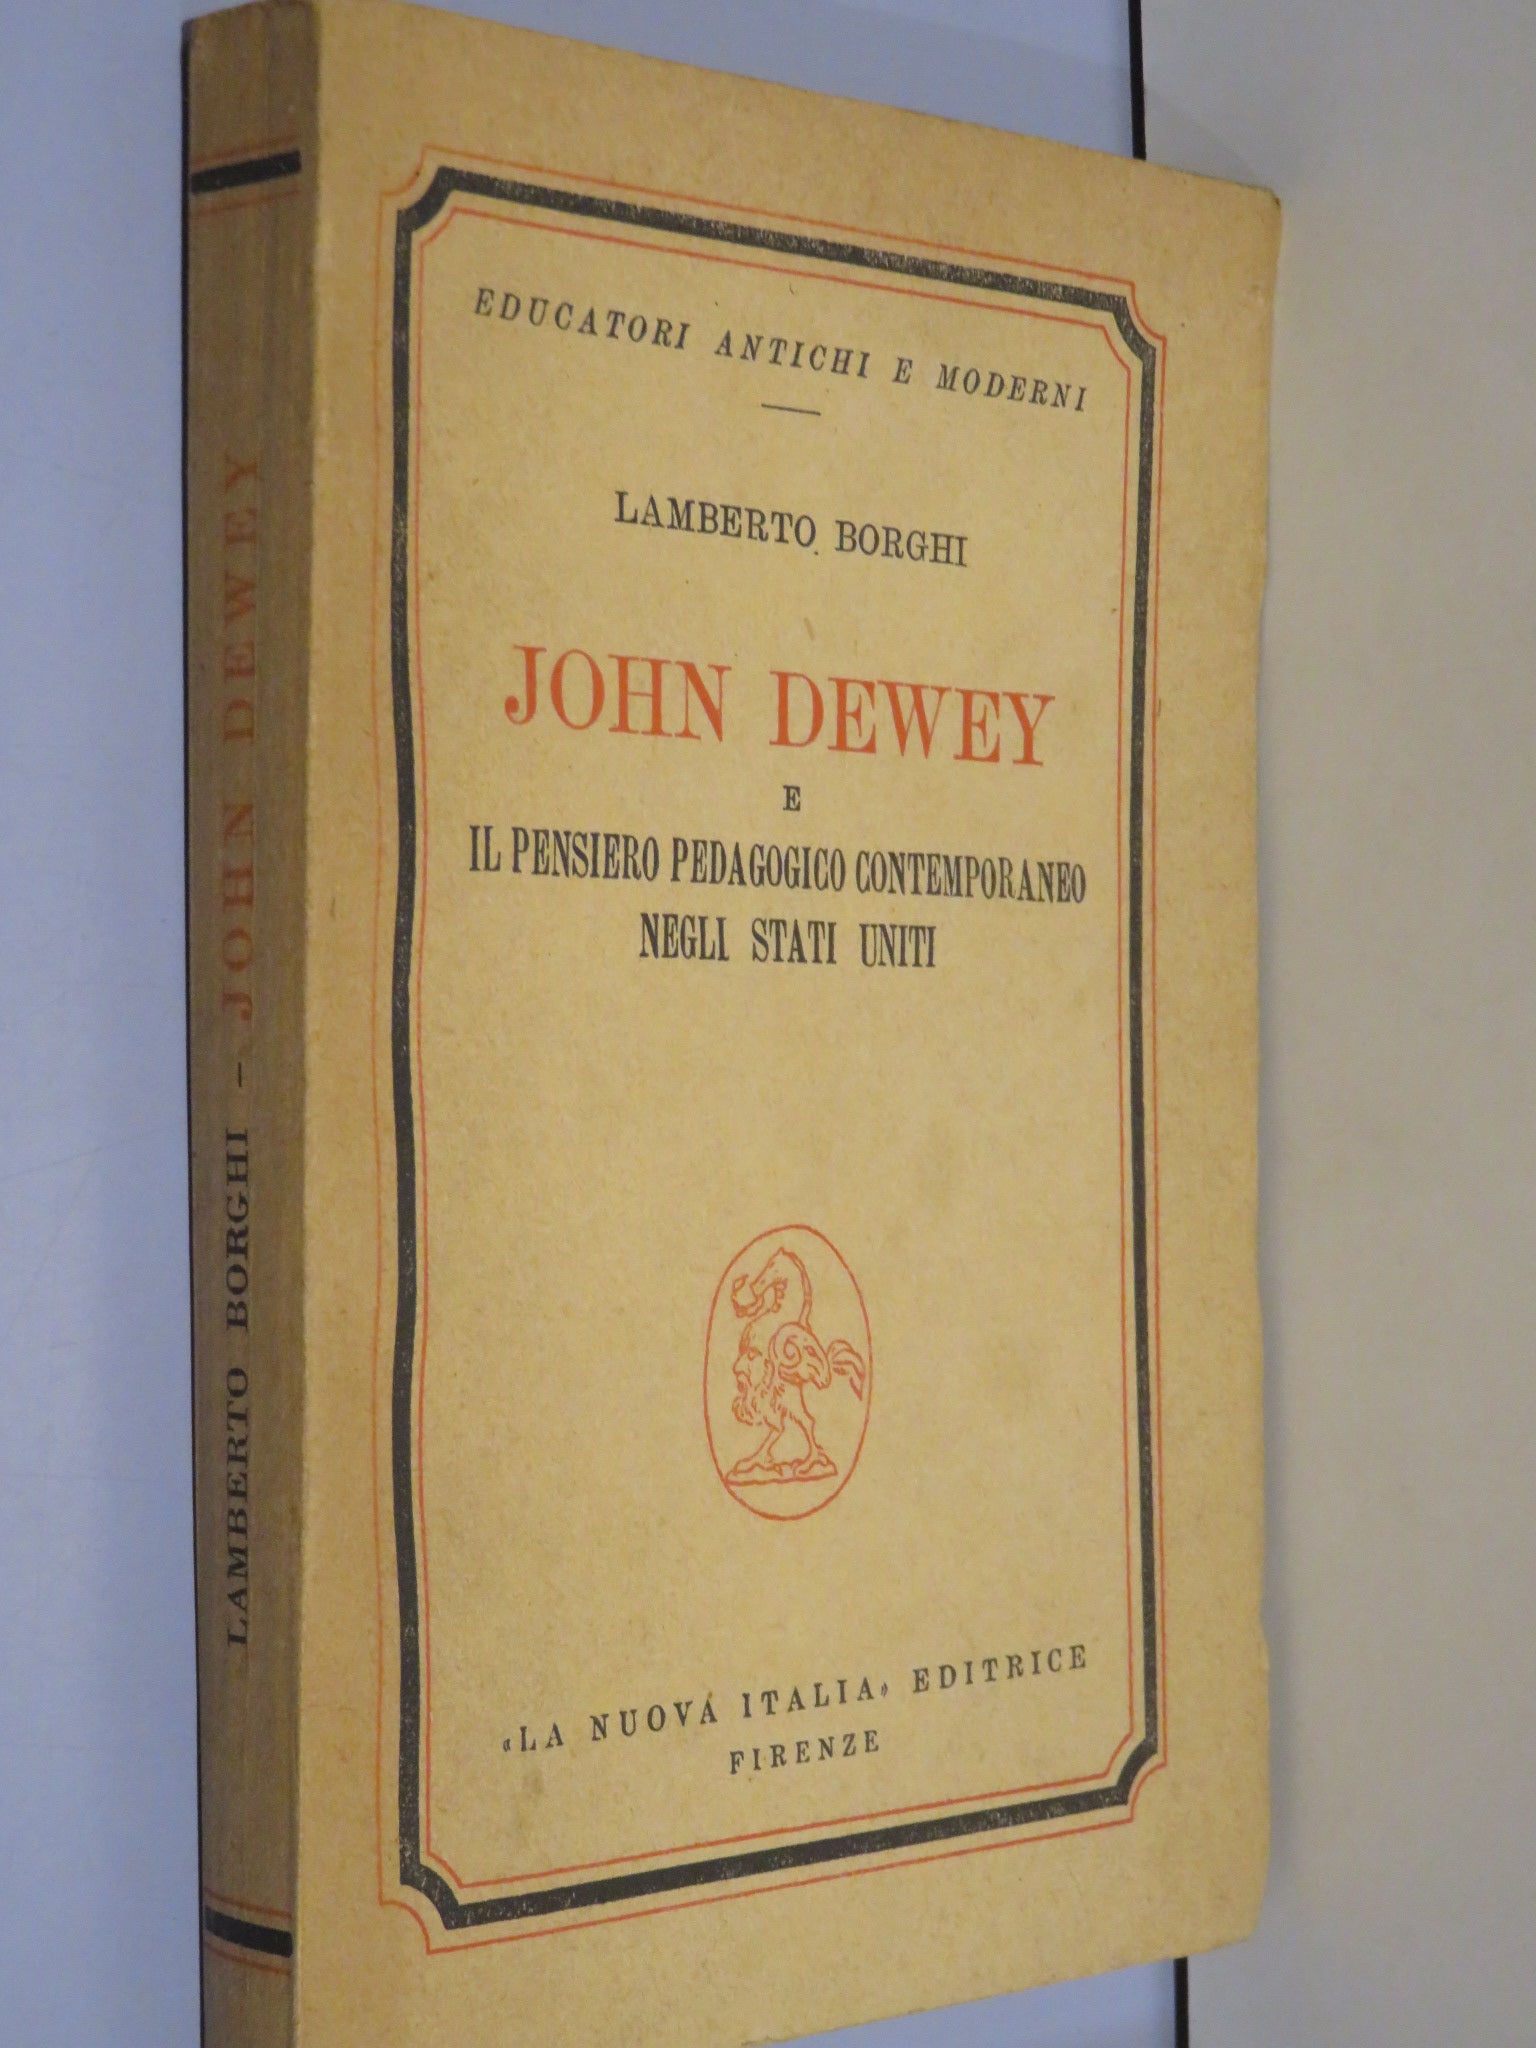 EDUCATORI ANTICHI E MODERNI
LAMBERTO BORGHI
JOHN DEWEY
E
IL PENSIERO PEDAGOGICO CONTEMPORANEO
NEGLI STATI UNITI
«LA NUOVA ITALIA» EDITRICE
FIRENZE
LAMBERTO BORGHI - JOHN DEWEY